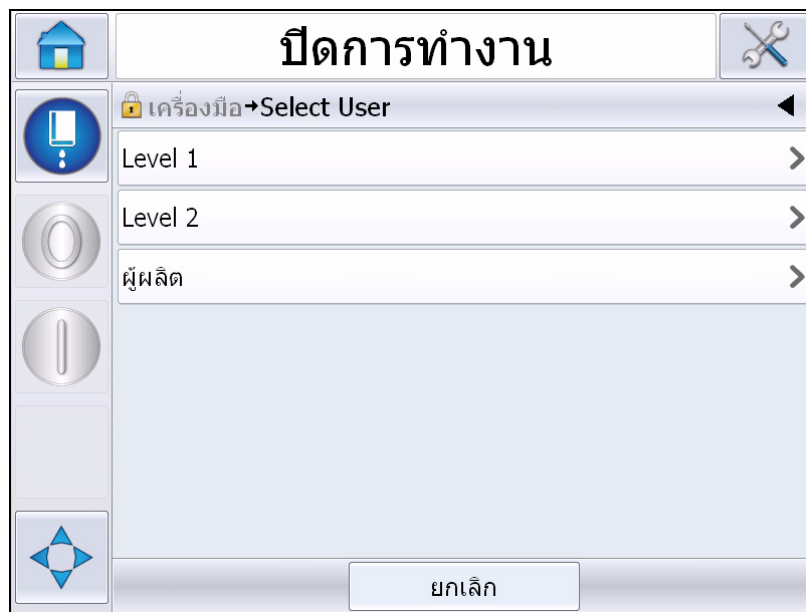 ปิดการทำงาน
เครื่องมือ→Select User
Level 1
Level 2
ผู้ผลิต
ยกเลิก